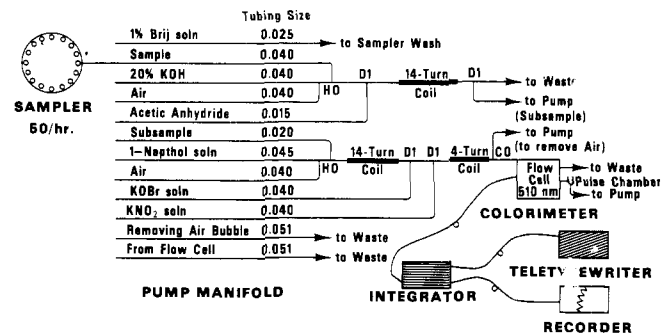 Tubing Size
1% Brij soln 0.025 to Sampler Wash
Sample 0.040
20% KOH 0.040 D1 14-Turn D1 to Waste
Air 0.040 HO Coil to Pump
Acetic Anhydride 0.015 (Subsample)
SAMPLER
50/hr.
Subsample 0.020 to Pump
1-Napthol soln 0.045 14-Turn D1 D1 4-Turn CO (to remove Air)
Air 0.040 HO Coil Coil Flow to Waste
KOBr soln 0.040 Cell Pulse Chamber
KNO₂ soln 0.040 510 nm to Pump
COLORIMETER
Removing Air Bubble 0.051 to Waste
From Flow Cell 0.051 to Waste
PUMP MANIFOLD
INTEGRATOR
RECORDER